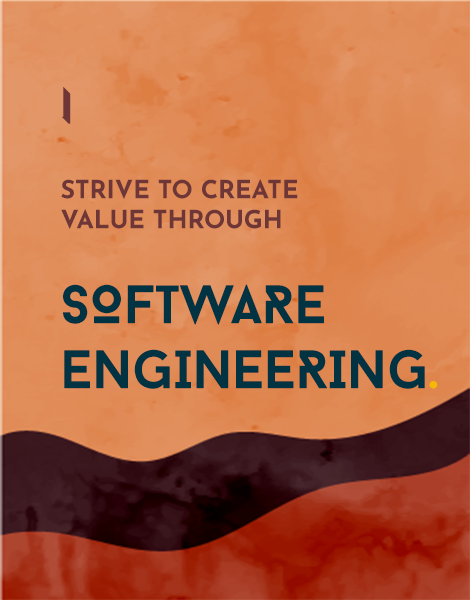 I
STRIVE TO CREATE
VALUE THROUGH
SOFTWARE
ENGINEERING.